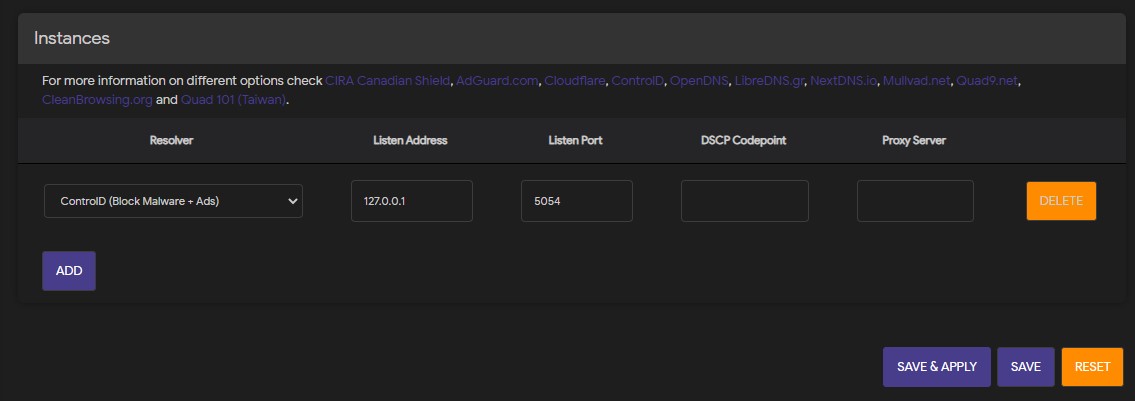 Instances
For more information on different options check CIRA Canadian Shield, AdGuard.com, Cloudflare, ControlD, OpenDNS, LibreDNS.gr, NextDNS.io, Mullvad.net, Quad9.net,
CleanBrowsing.org and Quad 101 (Taiwan).
Resolver Listen Address Listen Port DSCP Codepoint Proxy Server
ControlD (Block Malware + Ads) 127.0.0.1 5054 DELETE
ADD
SAVE & APPLY SAVE RESET